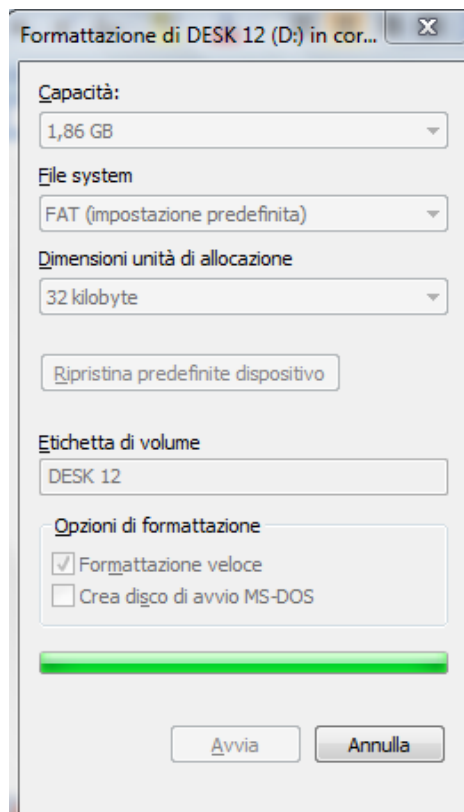 Formattazione di DESK 12 (D:) in cor...
Capacità:
1,86 GB
File system
FAT (impostazione predefinita)
Dimensioni unità di allocazione
32 kilobyte
Ripristina predefinite dispositivo
Etichetta di volume
DESK 12
Opzioni di formattazione
Formattazione veloce
Crea disco di avvio MS-DOS
Avvia
Annulla